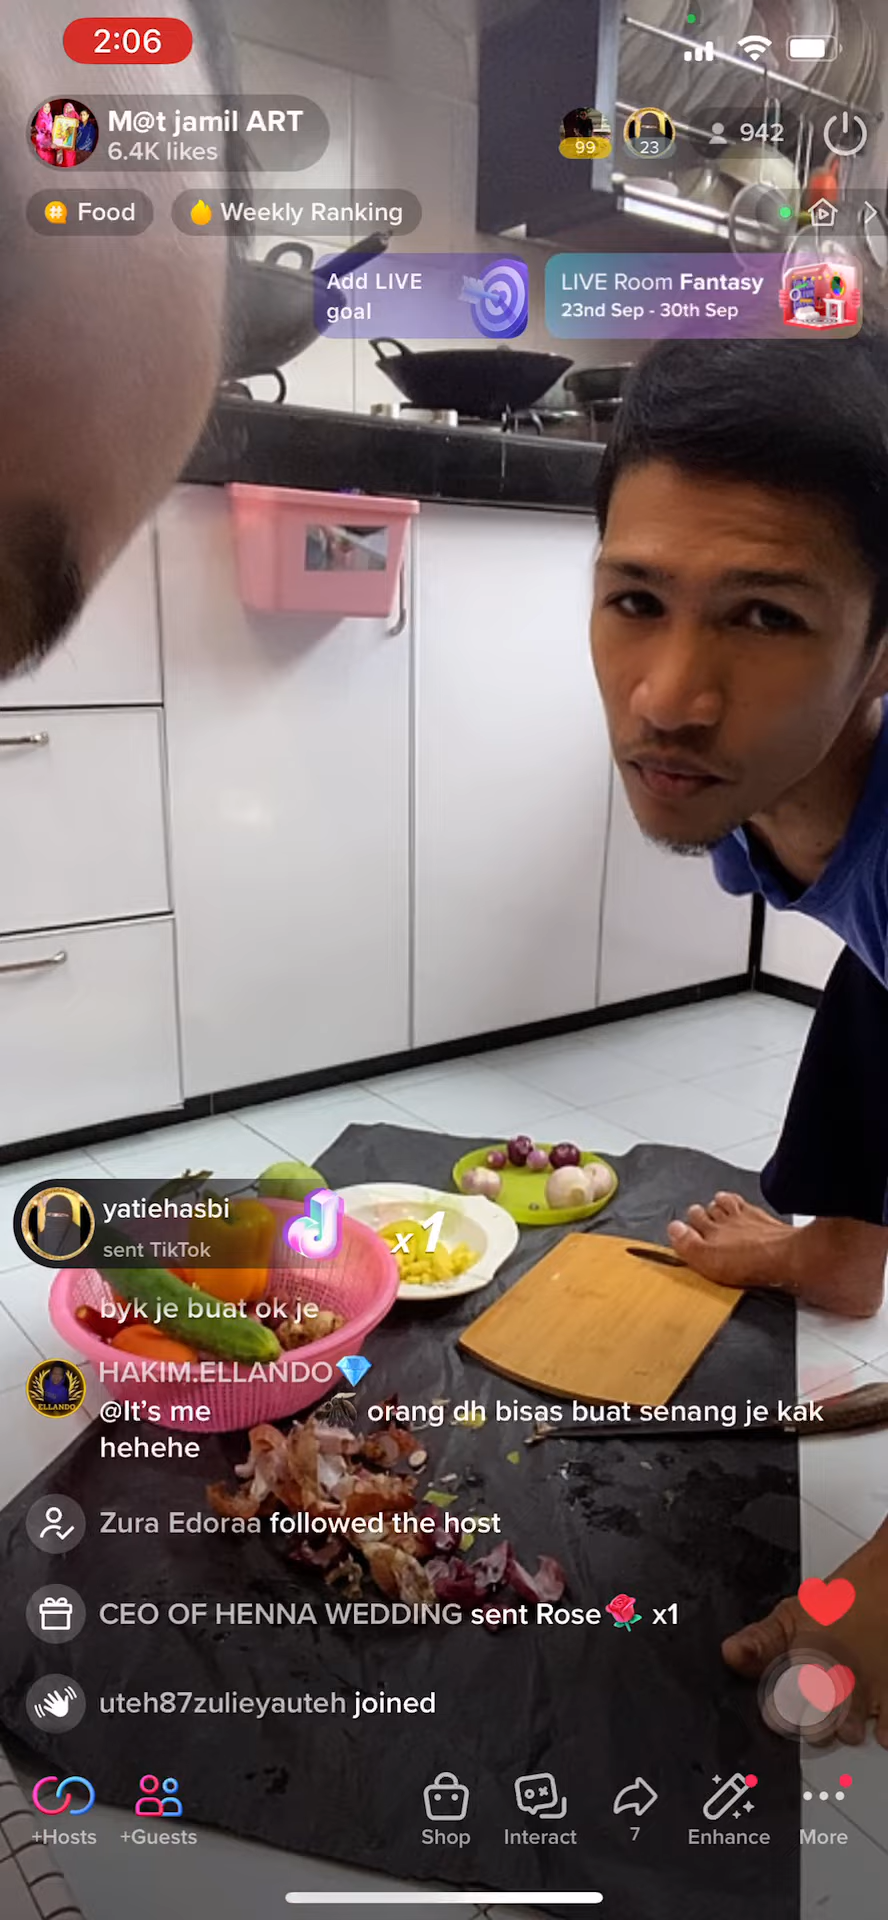 2:06
M@t jamil ART
6.4K likes
99
23
942
Food
Weekly Ranking
Add LIVE
goal
LIVE Room Fantasy
23nd Sep - 30th Sep
yatiehasbi
sent TikTok
x1
byk je buat ok je
HAKIM.ELLANDO💎
@It's me orang dh bisas buat senang je kak
hehehe
Zura Edoraa followed the host
CEO OF HENNA WEDDING sent Rose🌹 x1
uteh87zulieyauteh joined
+Hosts
+Guests
Shop
Interact
7
Enhance
More
ELLANDO